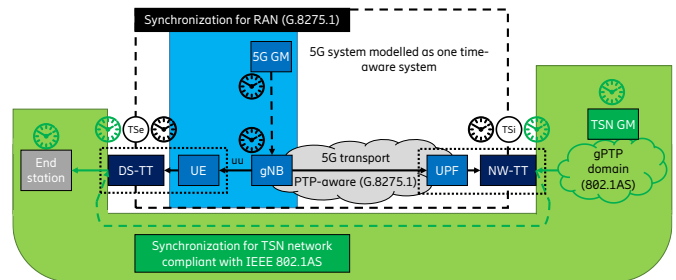 Synchronization for RAN (G.8275.1)
5G GM
5G system modelled as one time-
aware system
TSN GM
TSe
TSi
End
station
DS-TT
UE
uu
gNB
5G transport
PTP-aware (G.8275.1)
UPF
NW-TT
gPTP
domain
(802.1AS)
Synchronization for TSN network
compliant with IEEE 802.1AS